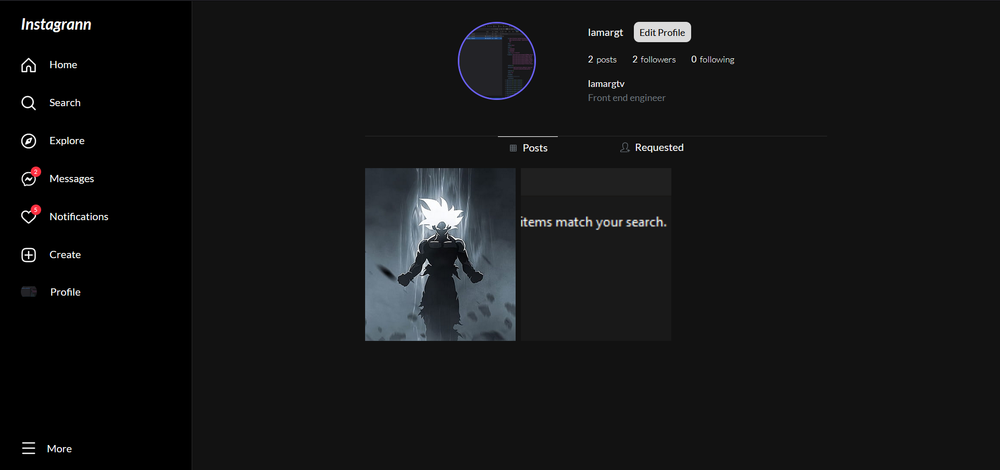 Instagrann
Home
Search
Explore
2
Messages
5
Notifications
Create
Profile
More
lamargt Edit Profile
2 posts 2 followers 0 following
lamargtv
Front end engineer
Posts Requested
items match your search.